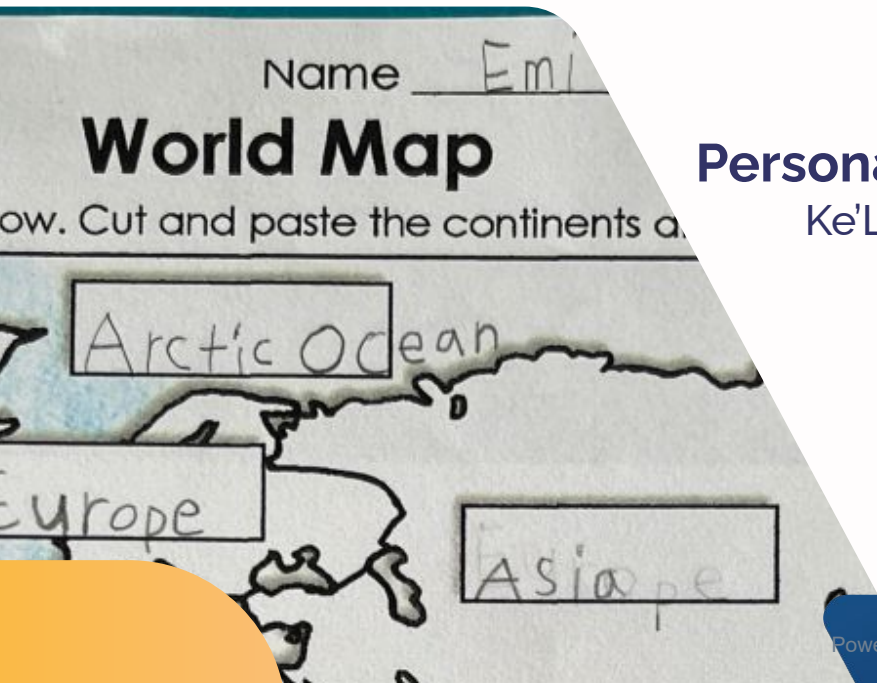 Name Emi
World Map
ow. Cut and paste the continents a
Persona
Ke'L
Arctic Ocean
Europe
Asia
Powe